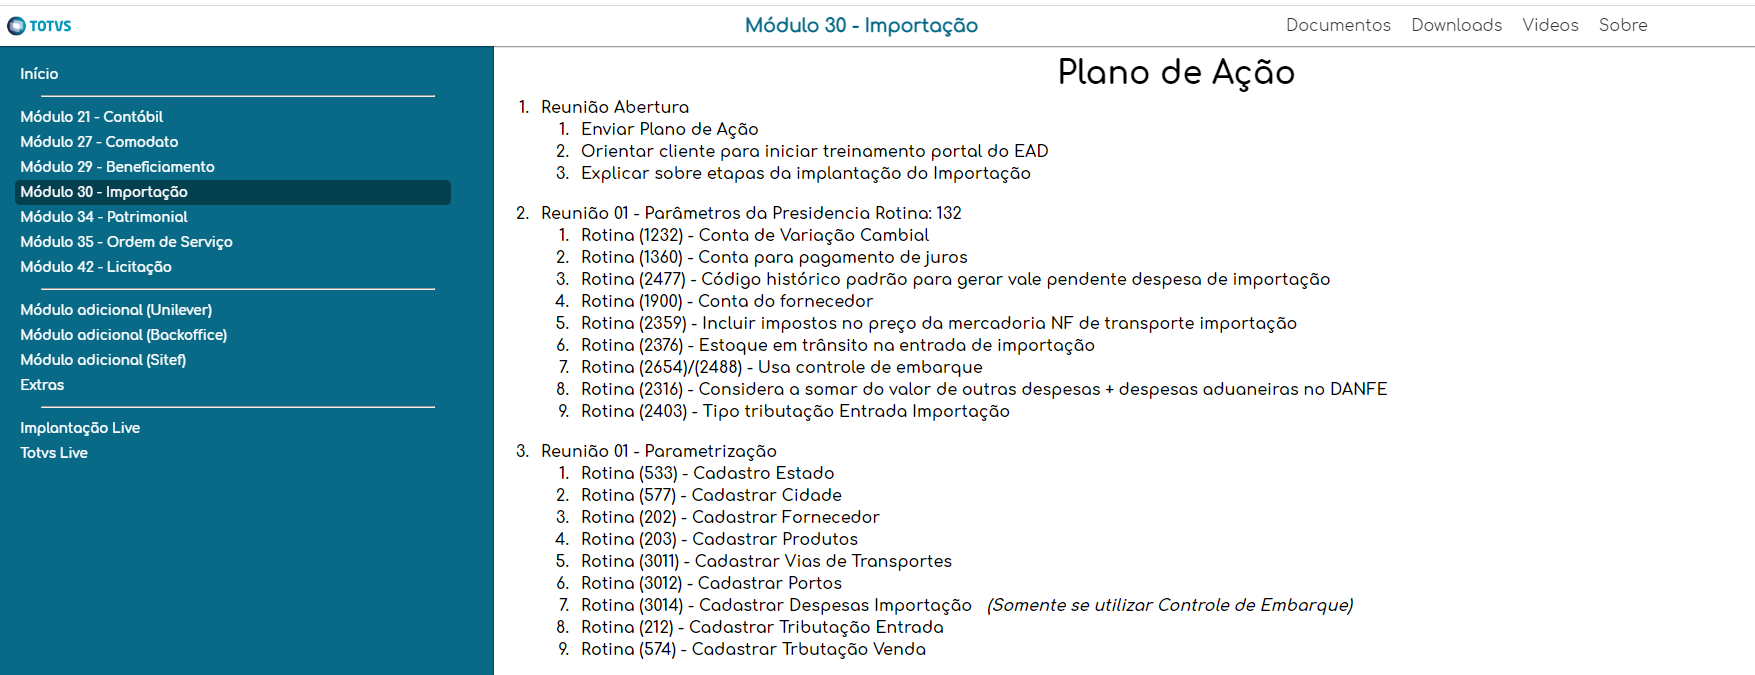 TOTVS
Módulo 30 - Importação
Documentos Downloads Videos Sobre
Início
Módulo 21 - Contábil
Módulo 27 - Comodato
Módulo 29 - Beneficiamento
Módulo 30 - Importação
Módulo 34 - Patrimonial
Módulo 35 - Ordem de Serviço
Módulo 42 - Licitação
Módulo adicional (Unilever)
Módulo adicional (Backoffice)
Módulo adicional (Sitef)
Extras
Implantação Live
Totvs Live
Plano de Ação
1. Reunião Abertura
1. Enviar Plano de Ação
2. Orientar cliente para iniciar treinamento portal do EAD
3. Explicar sobre etapas da implantação do Importação
2. Reunião 01 - Parâmetros da Presidencia Rotina: 132
1. Rotina (1232) - Conta de Variação Cambial
2. Rotina (1360) - Conta para pagamento de juros
3. Rotina (2477) - Código histórico padrão para gerar vale pendente despesa de importação
4. Rotina (1900) - Conta do fornecedor
5. Rotina (2359) - Incluir impostos no preço da mercadoria NF de transporte importação
6. Rotina (2376) - Estoque em trânsito na entrada de importação
7. Rotina (2654)/(2488) - Usa controle de embarque
8. Rotina (2316) - Considera a somar do valor de outras despesas + despesas aduaneiras no DANFE
9. Rotina (2403) - Tipo tributação Entrada Importação
3. Reunião 01 - Parametrização
1. Rotina (533) - Cadastro Estado
2. Rotina (577) - Cadastrar Cidade
3. Rotina (202) - Cadastrar Fornecedor
4. Rotina (203) - Cadastrar Produtos
5. Rotina (3011) - Cadastrar Vias de Transportes
6. Rotina (3012) - Cadastrar Portos
7. Rotina (3014) - Cadastrar Despesas Importação (Somente se utilizar Controle de Embarque)
8. Rotina (212) - Cadastrar Tributação Entrada
9. Rotina (574) - Cadastrar Trbutação Venda